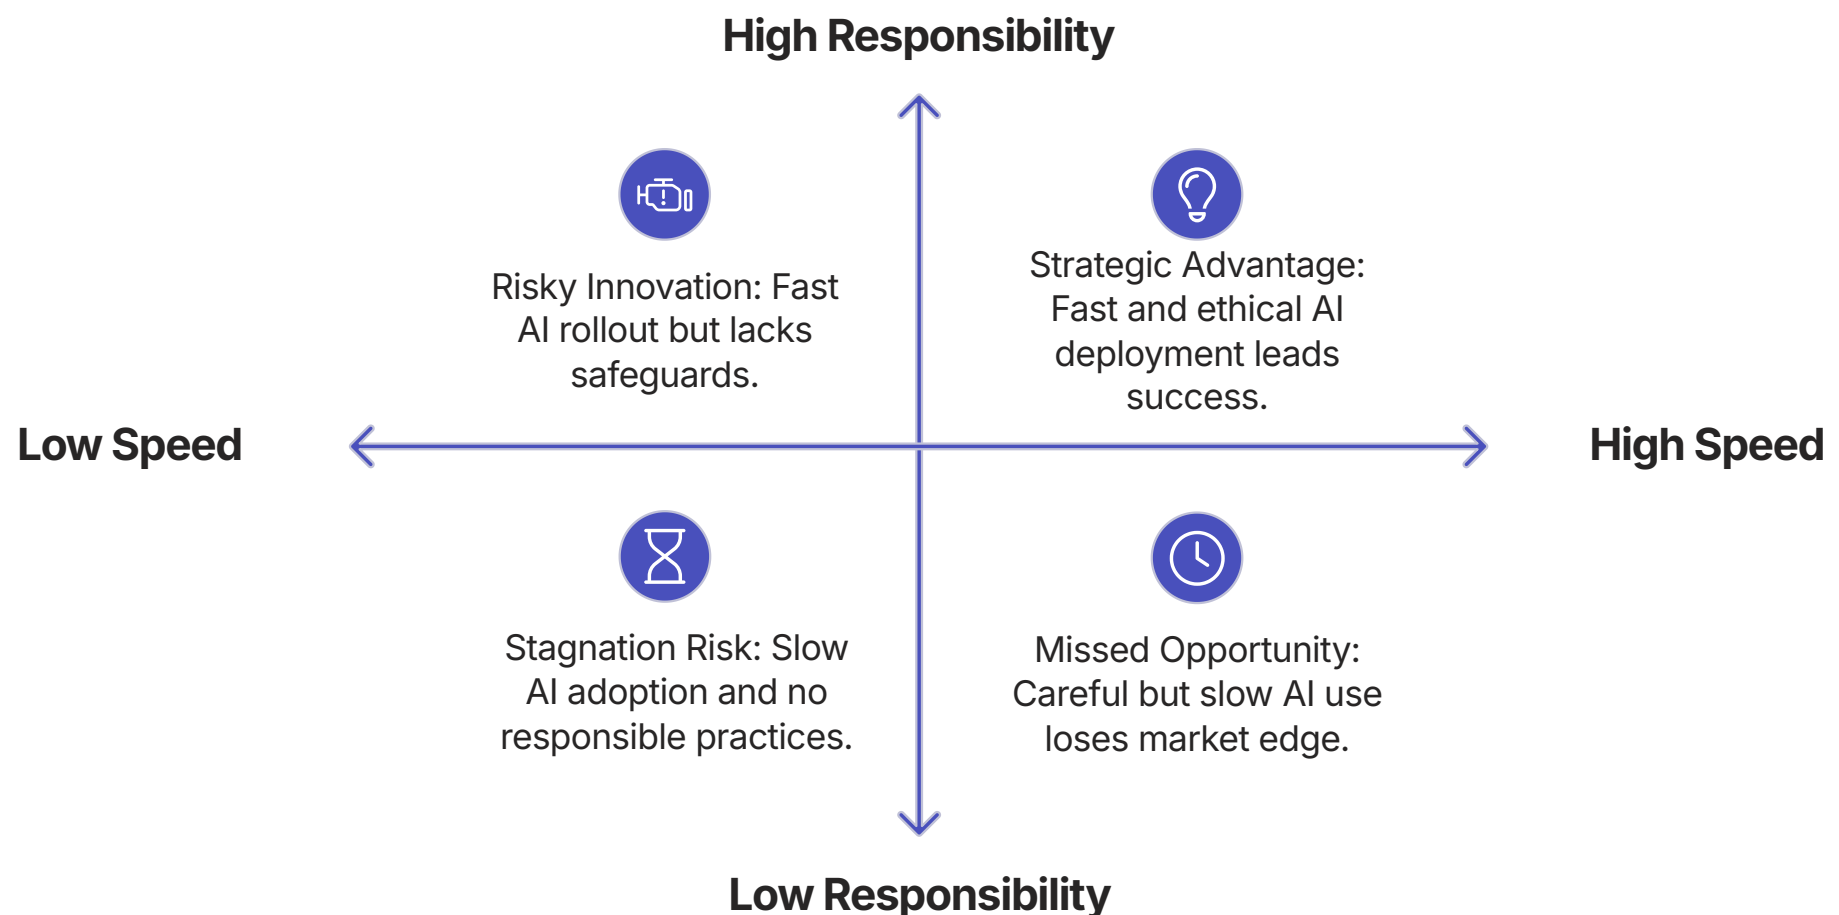 High Responsibility
Risky Innovation: Fast
AI rollout but lacks
safeguards.
Strategic Advantage:
Fast and ethical AI
deployment leads
success.
Low Speed
High Speed
Stagnation Risk: Slow
AI adoption and no
responsible practices.
Missed Opportunity:
Careful but slow AI use
loses market edge.
Low Responsibility